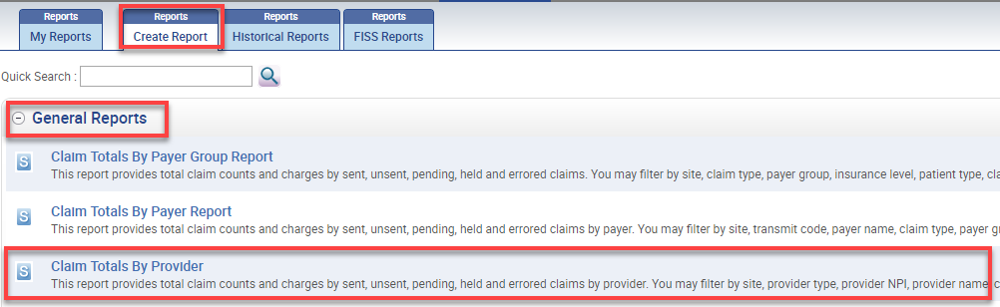 Reports Reports Reports Reports
My Reports Create Report Historical Reports FISS Reports
Quick Search :
General Reports
S Claim Totals By Payer Group Report
This report provides total claim counts and charges by sent, unsent, pending, held and errored claims. You may filter by site, claim type, payer group, insurance level, patient type, cla
S Claim Totals By Payer Report
This report provides total claim counts and charges by sent, unsent, pending, held and errored claims by payer. You may filter by site, transmit code, payer name, claim type, payer gr
S Claim Totals By Provider
This report provides total claim counts and charges by sent, unsent, pending, held and errored claims by provider. You may filter by site, provider type, provider NPI, provider name